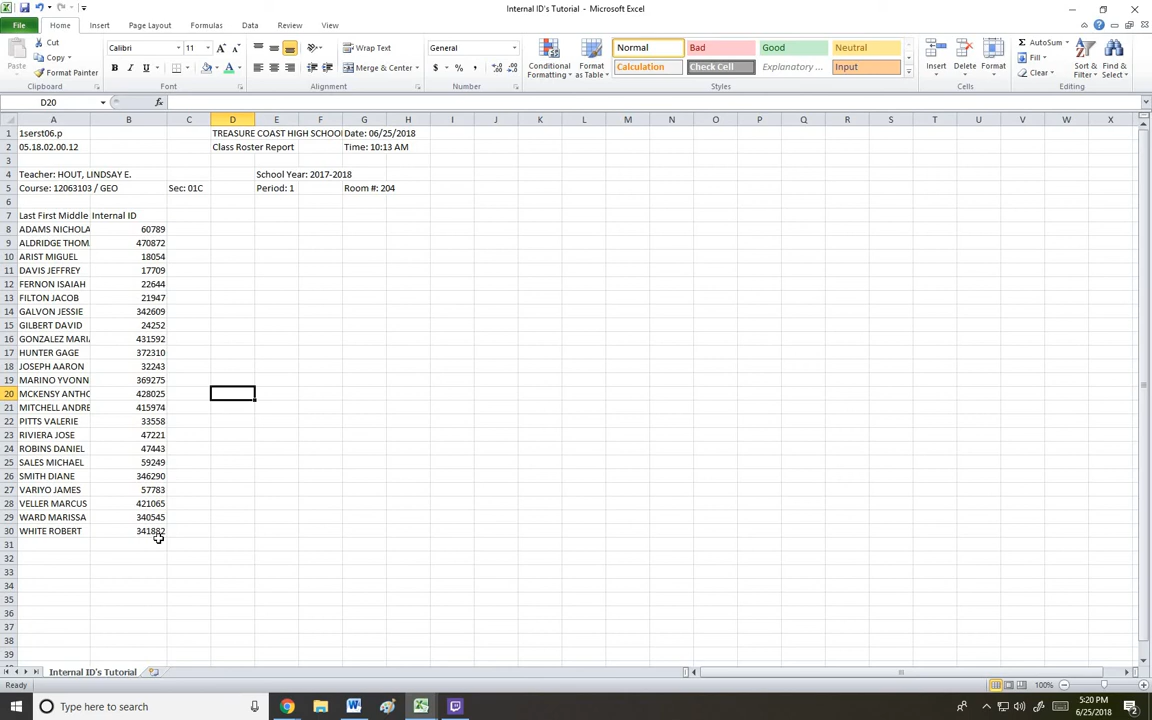 Internal ID's Tutorial - Microsoft Excel
File Home Insert Page Layout Formulas Data Review View
Paste
Cut
Copy
Format Painter
Clipboard
Calibri 11
B I U
Font
Wrap Text
Merge & Center
Alignment
General
$ % ,
Number
Conditional Formatting
Format as Table
Normal Bad Good Neutral
Calculation Check Cell Explanatory ... Input
Styles
Insert Delete Format
Cells
AutoSum
Fill
Clear
Sort & Filter
Find & Select
Editing
D20 fx
A B C D E F G H I J K L M N O P Q R S T U V W X
1 1serst06.p TREASURE COAST HIGH SCHOOL Date: 06/25/2018
2 05.18.02.00.12 Class Roster Report Time: 10:13 AM
3
4 Teacher: HOUT, LINDSAY E. School Year: 2017-2018
5 Course: 12063103 / GEO Sec: 01C Period: 1 Room #: 204
6
7 Last First Middle Internal ID
8 ADAMS NICHOLA 60789
9 ALDRIDGE THOM 470872
10 ARIST MIGUEL 18054
11 DAVIS JEFFREY 17709
12 FERNON ISAIAH 22644
13 FILTON JACOB 21947
14 GALVON JESSIE 342609
15 GILBERT DAVID 24252
16 GONZALEZ MARI 431592
17 HUNTER GAGE 372310
18 JOSEPH AARON 32243
19 MARINO YVONN 369275
20 MCKENSY ANTHO 428025
21 MITCHELL ANDRE 415974
22 PITTS VALERIE 33558
23 RIVIERA JOSE 47221
24 ROBINS DANIEL 47443
25 SALES MICHAEL 59249
26 SMITH DIANE 346290
27 VARIYO JAMES 57783
28 VELLER MARCUS 421065
29 WARD MARISSA 340545
30 WHITE ROBERT 341882
31
32
33
34
35
36
37
38
39
Internal ID's Tutorial
Ready 100%
Type here to search
5:20 PM
6/25/2018
2